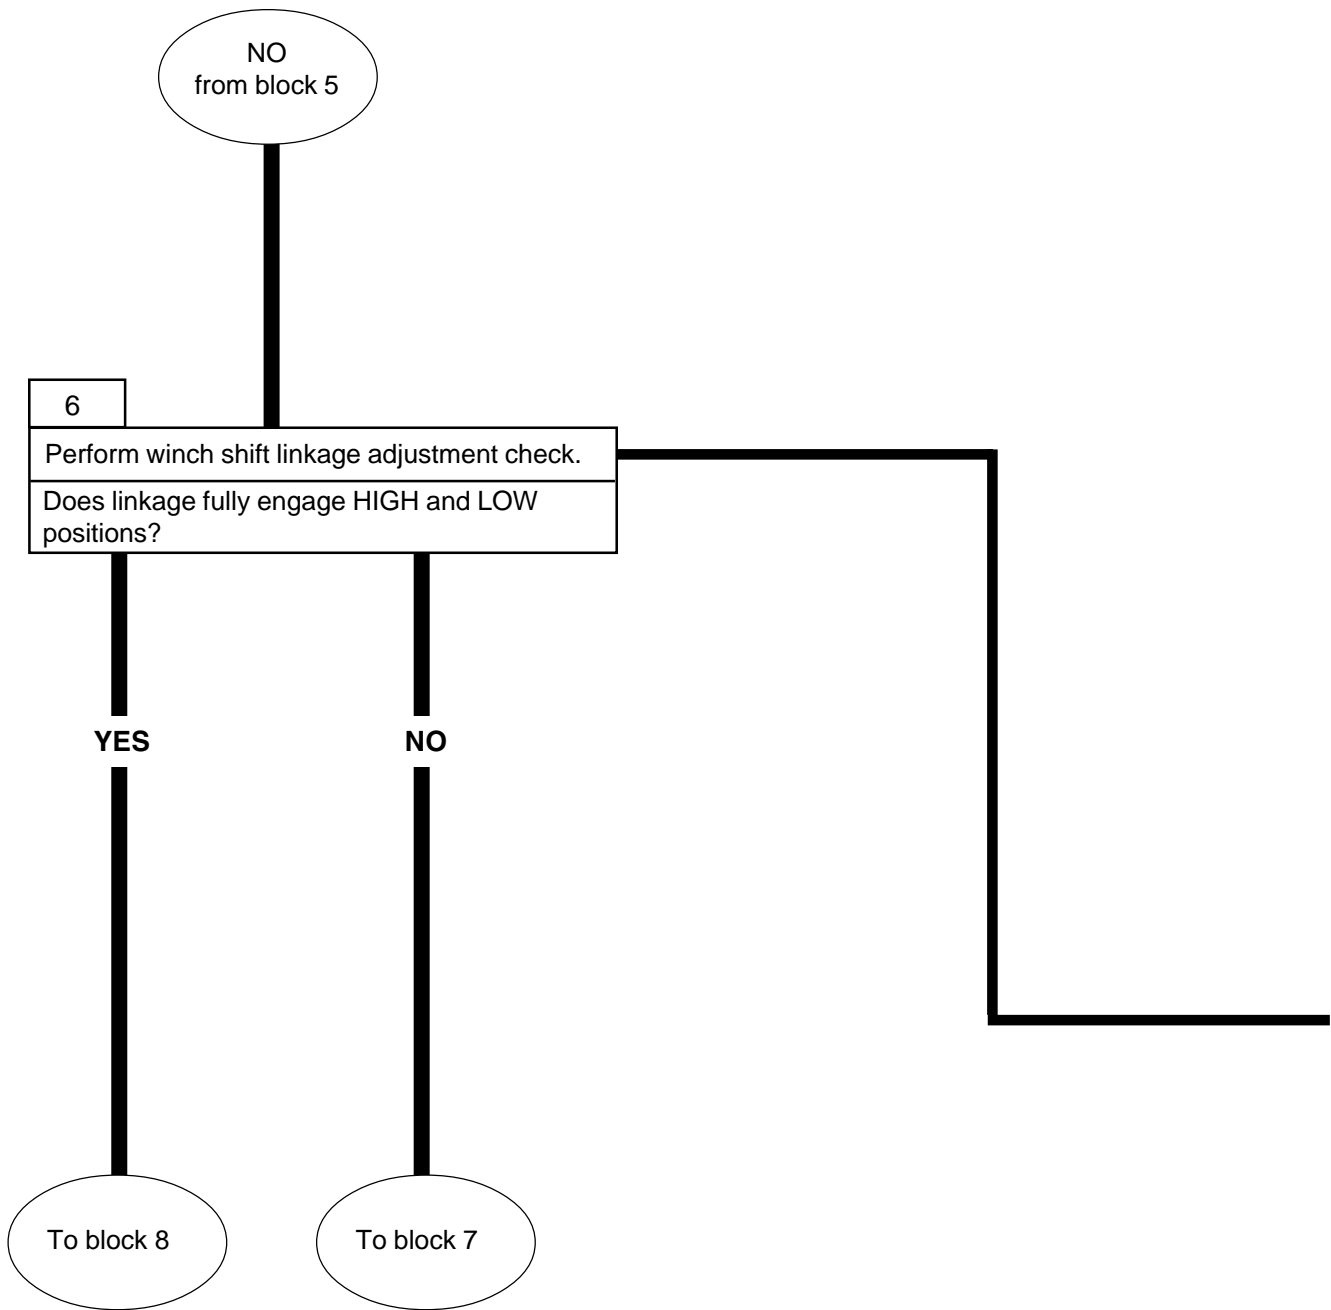 NO
from block 5
6
Perform winch shift linkage adjustment check.
Does linkage fully engage HIGH and LOW
positions?
YES
NO
To block 8
To block 7